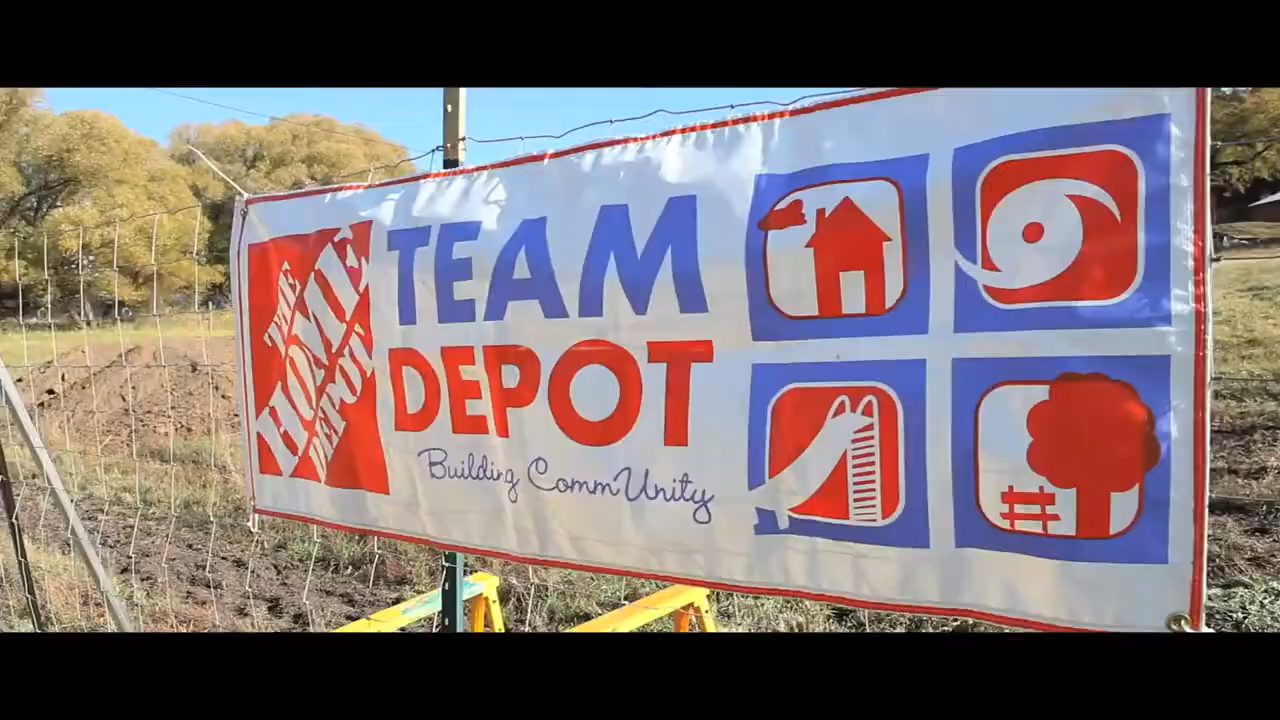 THE
HOME
DEPOT
TEAM
DEPOT
Building CommUnity